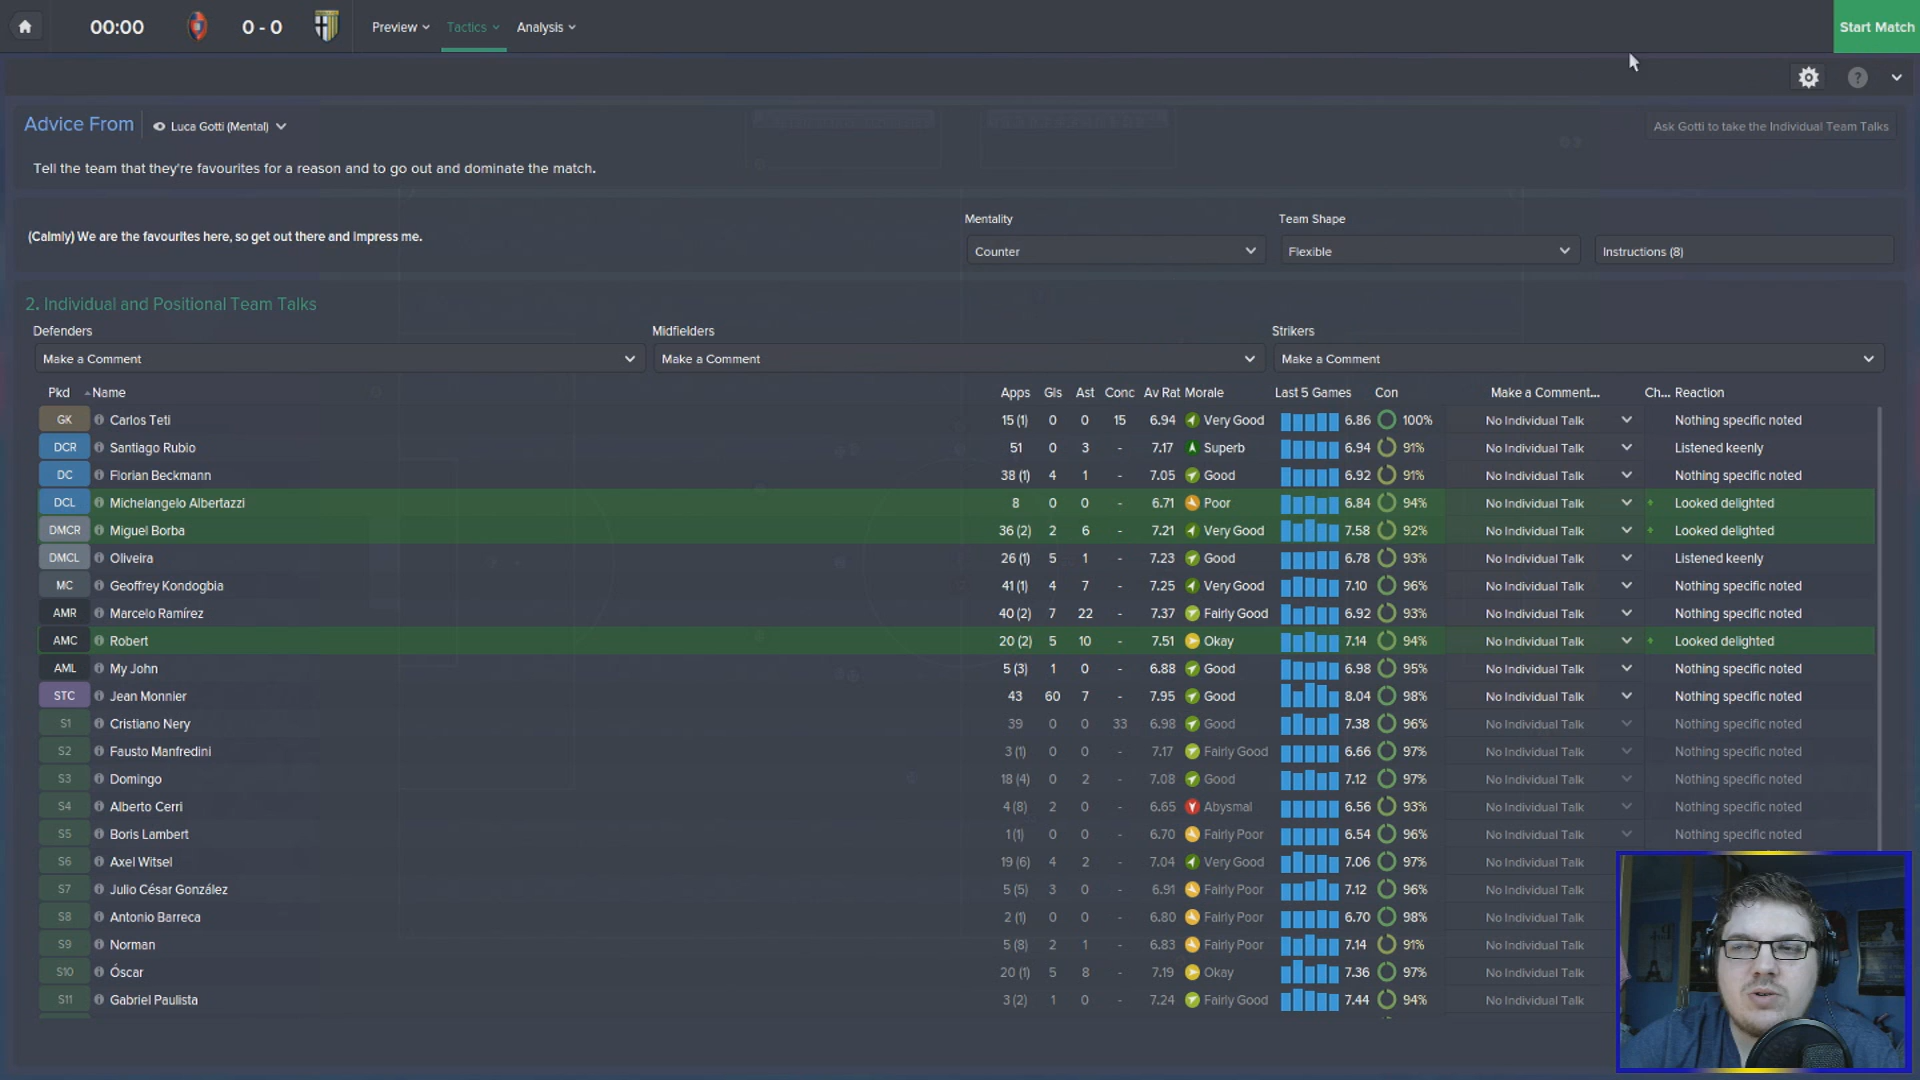 00:00 0 - 0 Preview Tactics Analysis Start Match
Advice From Luca Gotti (Mental) Ask Gotti to take the Individual Team Talks
Tell the team that they're favourites for a reason and to go out and dominate the match.
Mentality Team Shape
(Calmly) We are the favourites here, so get out there and impress me. Counter Flexible Instructions (8)
2. Individual and Positional Team Talks
Defenders Midfielders Strikers
Make a Comment Make a Comment Make a Comment
Pkd Name Apps Gls Ast Conc Av Rat Morale Last 5 Games Con Make a Comment... Ch... Reaction
GK Carlos Teti 15 (1) 0 0 15 6.94 Very Good 6.86 100% No Individual Talk Nothing specific noted
DCR Santiago Rubio 51 0 3 - 7.17 Superb 6.94 91% No Individual Talk Listened keenly
DC Florian Beckmann 38 (1) 4 1 - 7.05 Good 6.92 91% No Individual Talk Nothing specific noted
DCL Michelangelo Albertazzi 8 0 0 - 6.71 Poor 6.84 94% No Individual Talk Looked delighted
DMCR Miguel Borba 36 (2) 2 6 - 7.21 Very Good 7.58 92% No Individual Talk Looked delighted
DMCL Oliveira 26 (1) 5 1 - 7.23 Good 6.78 93% No Individual Talk Listened keenly
MC Geoffrey Kondogbia 41 (1) 4 7 - 7.25 Very Good 7.10 96% No Individual Talk Nothing specific noted
AMR Marcelo Ramírez 40 (2) 7 22 - 7.37 Fairly Good 6.92 93% No Individual Talk Nothing specific noted
AMC Robert 20 (2) 5 10 - 7.51 Okay 7.14 94% No Individual Talk Looked delighted
AML My John 5 (3) 1 0 - 6.88 Good 6.98 95% No Individual Talk Nothing specific noted
STC Jean Monnier 43 60 7 - 7.95 Good 8.04 98% No Individual Talk Nothing specific noted
S1 Cristiano Nery 39 0 0 33 6.98 Good 7.38 96% No Individual Talk Nothing specific noted
S2 Fausto Manfredini 3 (1) 0 0 - 7.17 Fairly Good 6.66 97% No Individual Talk Nothing specific noted
S3 Domingo 18 (4) 0 2 - 7.08 Good 7.12 97% No Individual Talk Nothing specific noted
S4 Alberto Cerri 4 (8) 2 0 - 6.65 Abysmal 6.56 93% No Individual Talk Nothing specific noted
S5 Boris Lambert 1 (1) 0 0 - 6.70 Fairly Poor 6.54 96% No Individual Talk Nothing specific noted
S6 Axel Witsel 19 (6) 4 2 - 7.04 Very Good 7.06 97% No Individual Talk
S7 Julio César González 5 (5) 3 0 - 6.91 Fairly Poor 7.12 96% No Individual Talk
S8 Antonio Barreca 2 (1) 0 0 - 6.80 Fairly Poor 6.70 98% No Individual Talk
S9 Norman 5 (8) 2 1 - 6.83 Fairly Poor 7.14 91% No Individual Talk
S10 Óscar 20 (1) 5 8 - 7.19 Okay 7.36 97% No Individual Talk
S11 Gabriel Paulista 3 (2) 1 0 - 7.24 Fairly Good 7.44 94% No Individual Talk